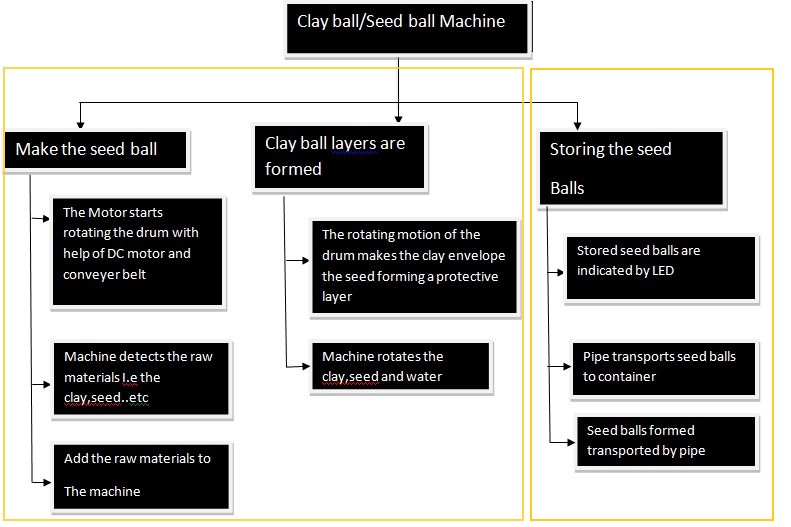 Clay ball/Seed ball Machine
Make the seed ball
The Motor starts
rotating the drum with
help of DC motor and
conveyer belt
Machine detects the raw
materials I.e the
clay,seed..etc
Add the raw materials to
The machine
Clay ball layers are
formed
The rotating motion of the
drum makes the clay envelope
the seed forming a protective
layer
Machine rotates the
clay,seed and water
Storing the seed
Balls
Stored seed balls are
indicated by LED
Pipe transports seed balls
to container
Seed balls formed
transported by pipe